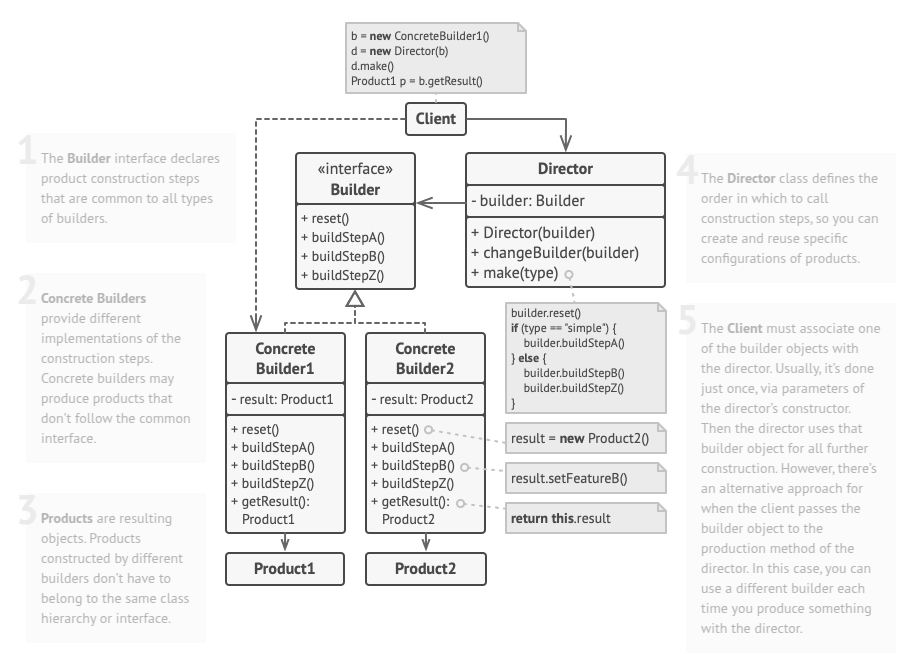 b = new ConcreteBuilder1()
d = new Director(b)
d.make()
Product1 p = b.getResult()
Client
1
The Builder interface declares
product construction steps
that are common to all types
of builders.
«interface»
Builder
+ reset()
+ buildStepA()
+ buildStepB()
+ buildStepZ()
Director
- builder: Builder
+ Director(builder)
+ changeBuilder(builder)
+ make(type)
4
The Director class defines the
order in which to call
construction steps, so you can
create and reuse specific
configurations of products.
2
Concrete Builders
provide different
implementations of the
construction steps.
Concrete builders may
produce products that
don't follow the common
interface.
builder.reset()
if (type == "simple") {
builder.buildStepA()
} else {
builder.buildStepB()
builder.buildStepZ()
}
Concrete
Builder1
- result: Product1
+ reset()
+ buildStepA()
+ buildStepB()
+ buildStepZ()
+ getResult():
Product1
Concrete
Builder2
- result: Product2
+ reset()
+ buildStepA()
+ buildStepB()
+ buildStepZ()
+ getResult():
Product2
result = new Product2()
result.setFeatureB()
return this.result
5
The Client must associate one
of the builder objects with
the director. Usually, it's done
just once, via parameters of
the director's constructor.
Then the director uses that
builder object for all further
construction. However, there's
an alternative approach for
when the client passes the
builder object to the
production method of the
director. In this case, you can
use a different builder each
time you produce something
with the director.
3
Products are resulting
objects. Products
constructed by different
builders don't have to
belong to the same class
hierarchy or interface.
Product1
Product2